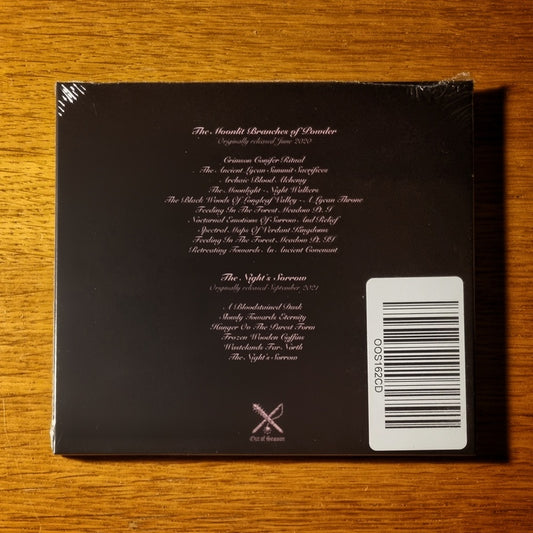 The Moonlit Branches of Powder
Originally released June 2020
Crimson Conifer Ritual
The Ancient Lycan Summit Sacrifices
Archaic Blood Alchemy
The Moonlight - Night Walkers
The Black Woods Of Longleaf Valley - A Lycan Throne
Feeding In The Forest Meadow Pt. I
Nocturnal Emotions Of Sorrow And Relief
Spectral Maps Of Verdant Kingdoms
Feeding In The Forest Meadow Pt. II
Retreating Towards An Ancient Covenant
The Night's Sorrow
Originally released September 2021
A Bloodstained Dusk
Slowly Towards Eternity
Hunger On The Purest Form
Frozen Wooden Coffins
Wastelands Far North
The Night's Sorrow
Out of Season
OOS162CD